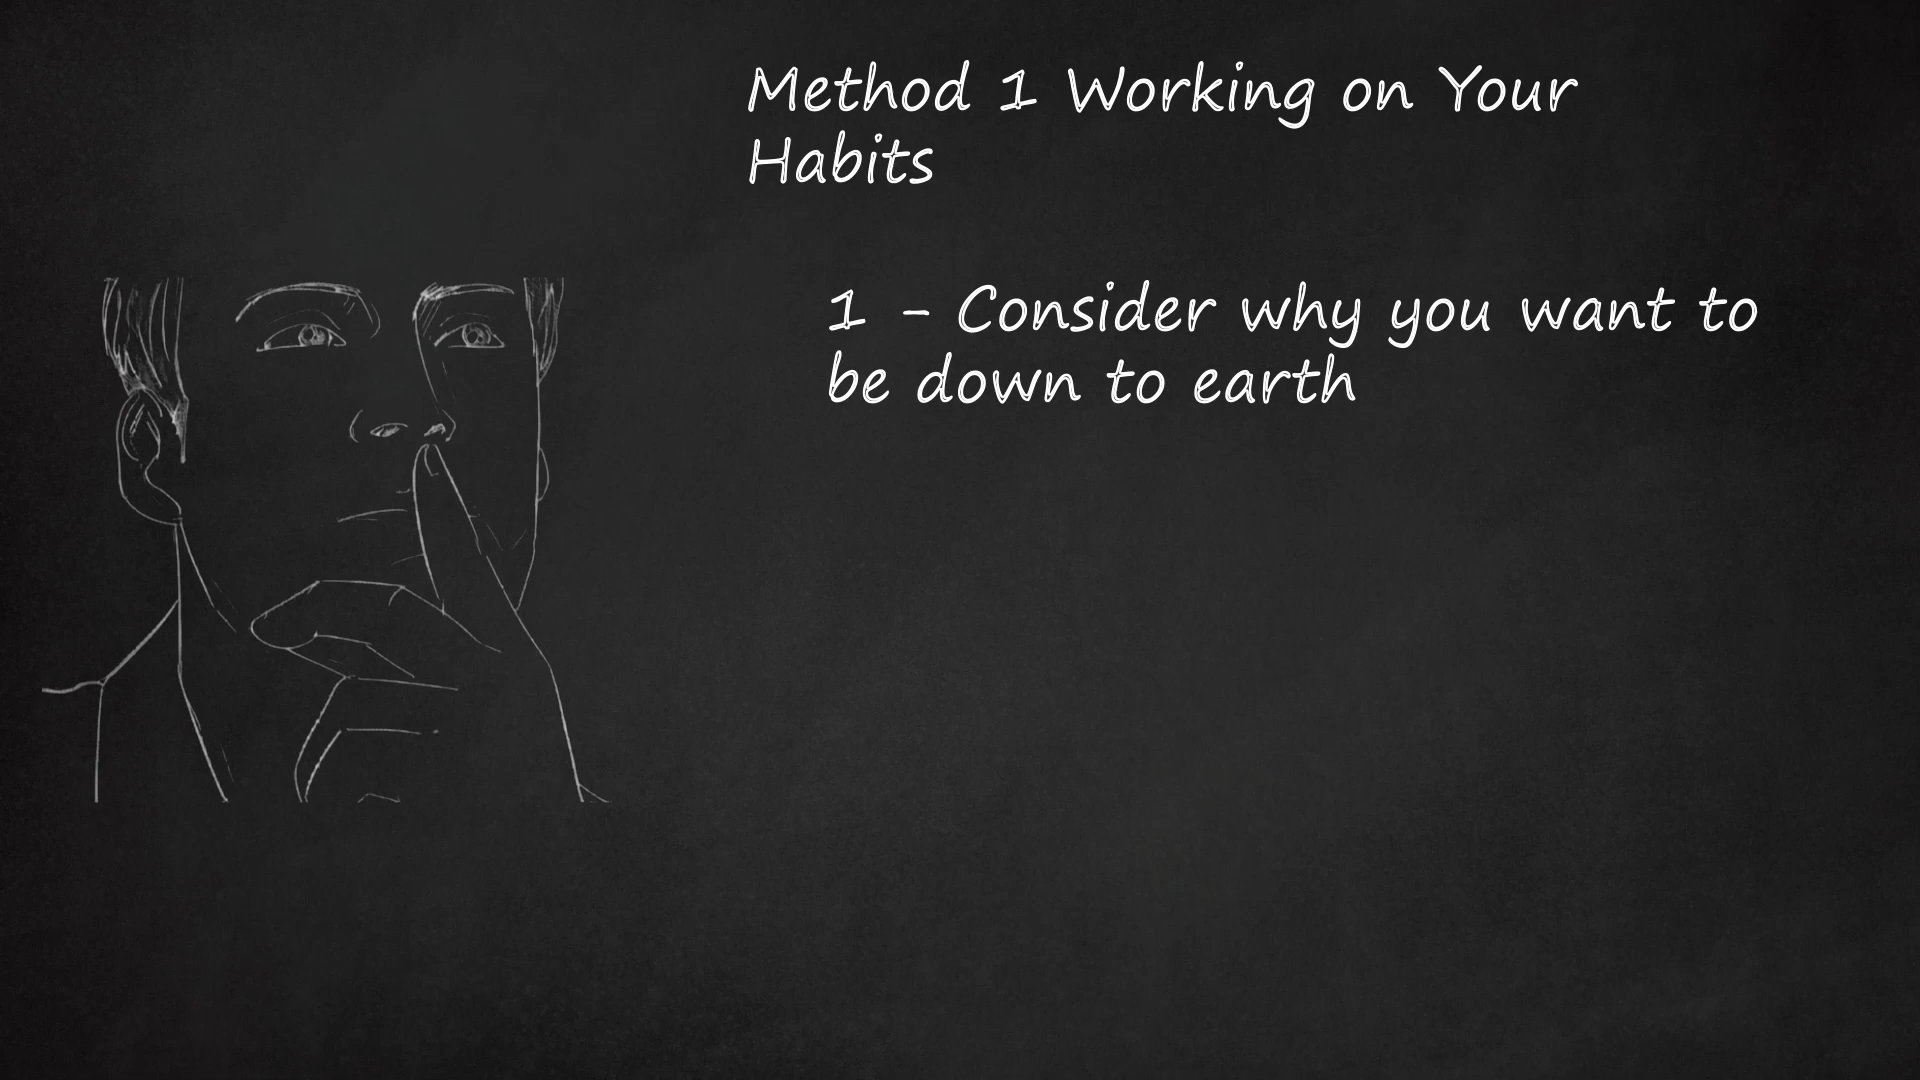 Method 1 Working on Your
Habits
1 - Consider why you want to
be down to earth